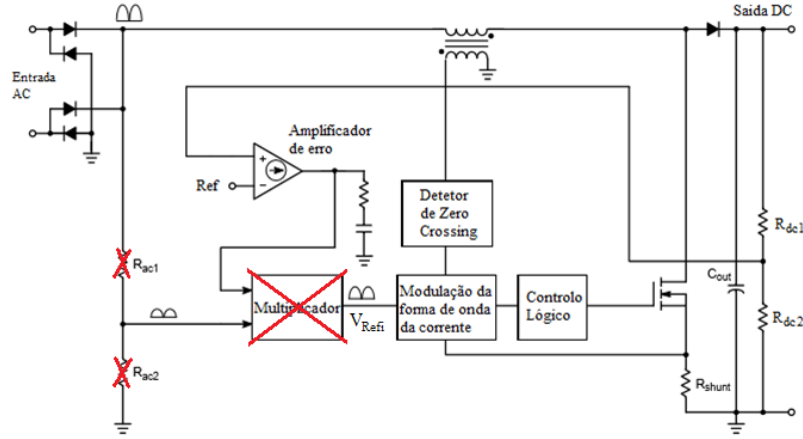 Saída DC
Entrada
AC
Amplificador
de erro
+
Ref
−
Detetor
de Zero
Crossing
R_dc1
R_ac1
C_out
Multiplicador
V_Refi
Modulação da
forma de onda
da corrente
Controlo
Lógico
R_dc2
R_ac2
R_shunt